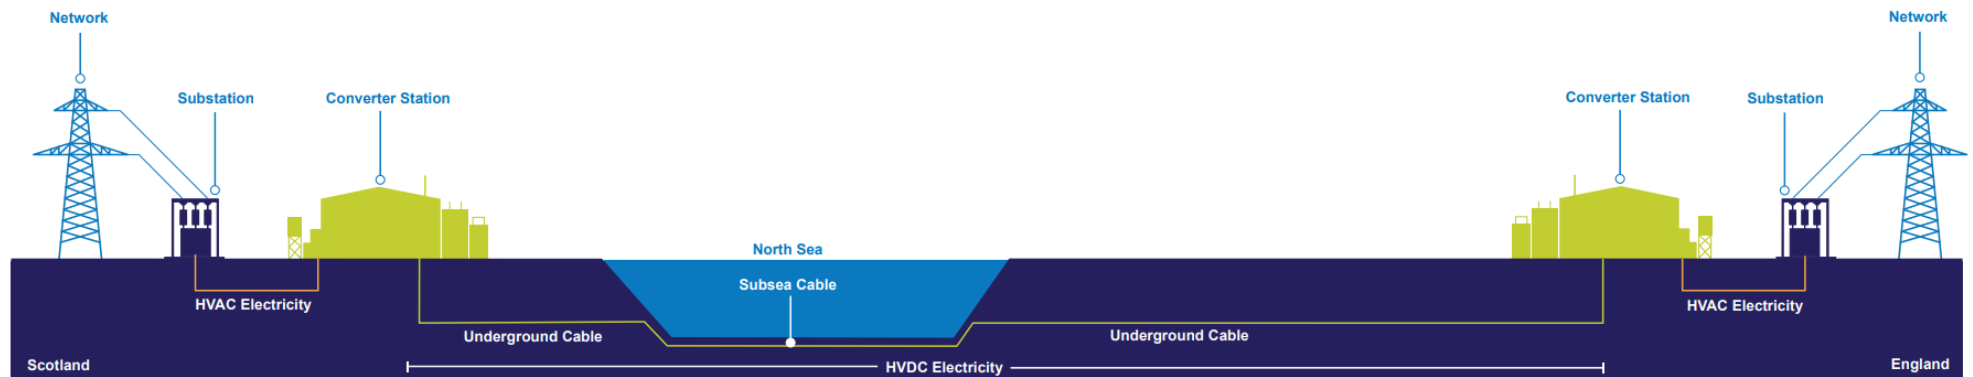 Network
Network
Substation
Converter Station
Converter Station
Substation
North Sea
Subsea Cable
HVAC Electricity
HVAC Electricity
Underground Cable
Underground Cable
Scotland
HVDC Electricity
England